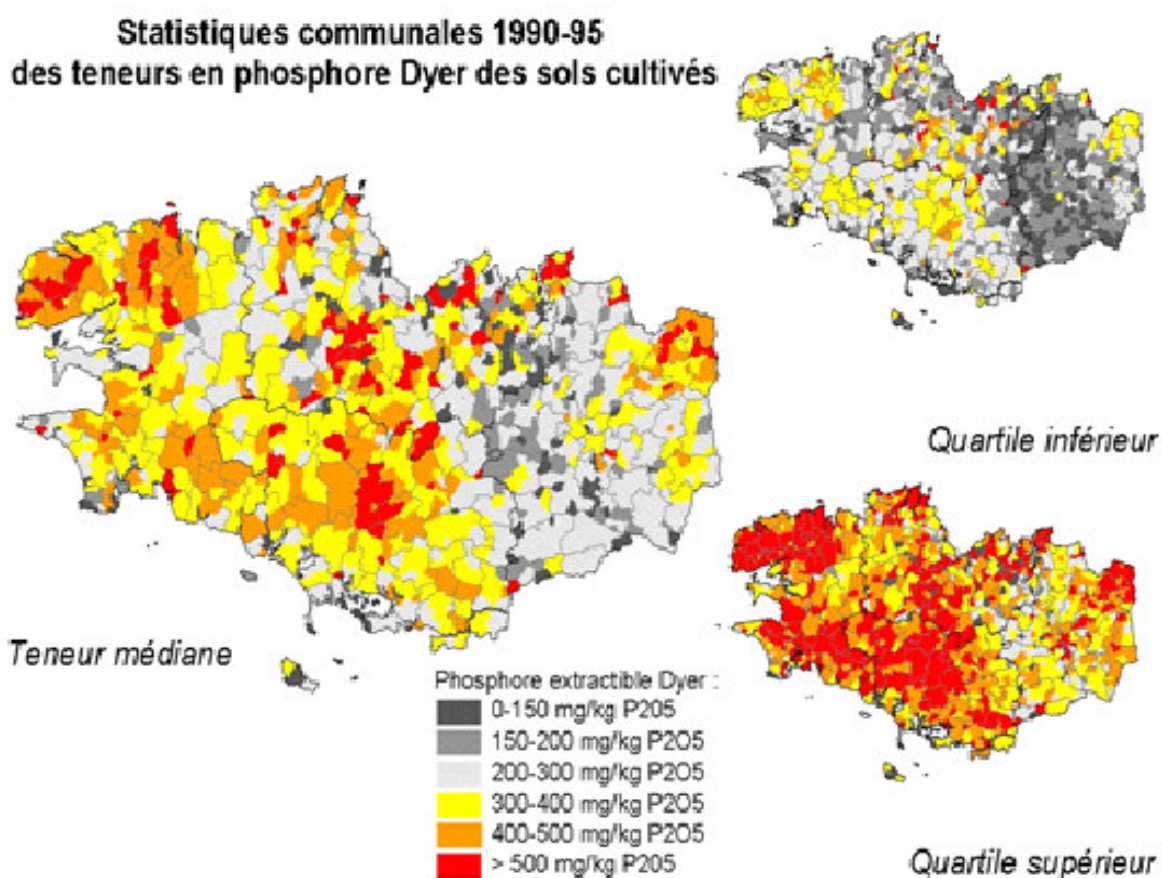 Statistiques communales 1990-95
des teneurs en phosphore Dyer des sols cultivés
Quartile inférieur
Teneur médiane
Phosphore extractible Dyer :
0-150 mg/kg P205
150-200 mg/kg P2O5
200-300 mg/kg P2O5
300-400 mg/kg P2O5
400-500 mg/kg P2O5
> 500 mg/kg P205
Quartile supérieur